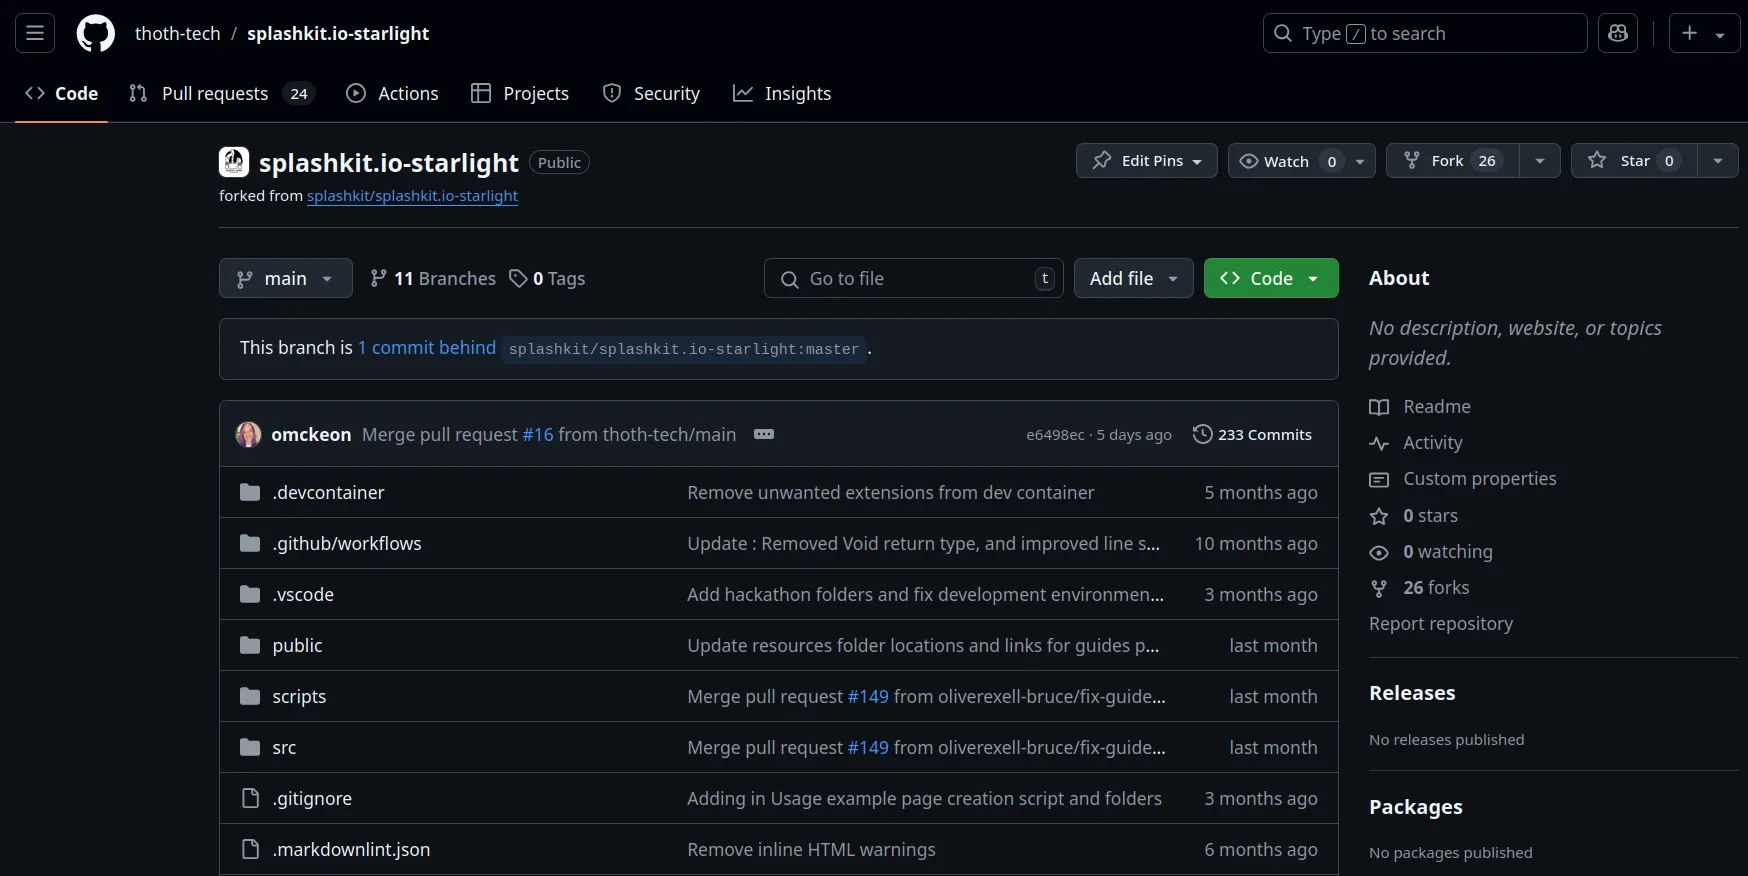 thoth-tech / splashkit.io-starlight
Type / to search
Code
Pull requests 24
Actions
Projects
Security
Insights
splashkit.io-starlight Public
forked from splashkit/splashkit.io-starlight
Edit Pins
Watch 0
Fork 26
Star 0
main
11 Branches
0 Tags
Go to file t
Add file
Code
This branch is 1 commit behind splashkit/splashkit.io-starlight:master .
omckeon Merge pull request #16 from thoth-tech/main e6498ec · 5 days ago 233 Commits
.devcontainer Remove unwanted extensions from dev container 5 months ago
.github/workflows Update : Removed Void return type, and improved line s... 10 months ago
.vscode Add hackathon folders and fix development environmen... 3 months ago
public Update resources folder locations and links for guides p... last month
scripts Merge pull request #149 from oliverexell-bruce/fix-guide... last month
src Merge pull request #149 from oliverexell-bruce/fix-guide... last month
.gitignore Adding in Usage example page creation script and folders 3 months ago
.markdownlint.json Remove inline HTML warnings 6 months ago
About
No description, website, or topics
provided.
Readme
Activity
Custom properties
0 stars
0 watching
26 forks
Report repository
Releases
No releases published
Packages
No packages published